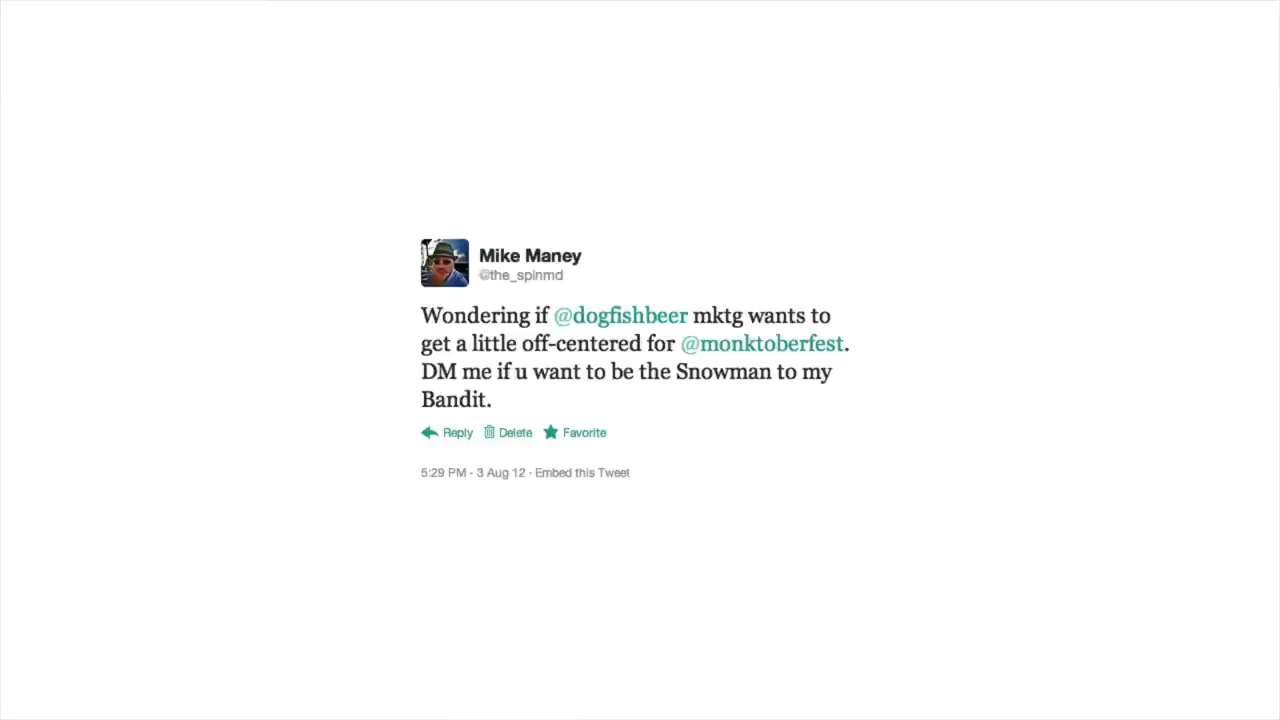 Mike Maney
@the_spinmd
Wondering if @dogfishbeer mktg wants to
get a little off-centered for @monktoberfest.
DM me if u want to be the Snowman to my
Bandit.
Reply Delete Favorite
5:29 PM - 3 Aug 12 · Embed this Tweet